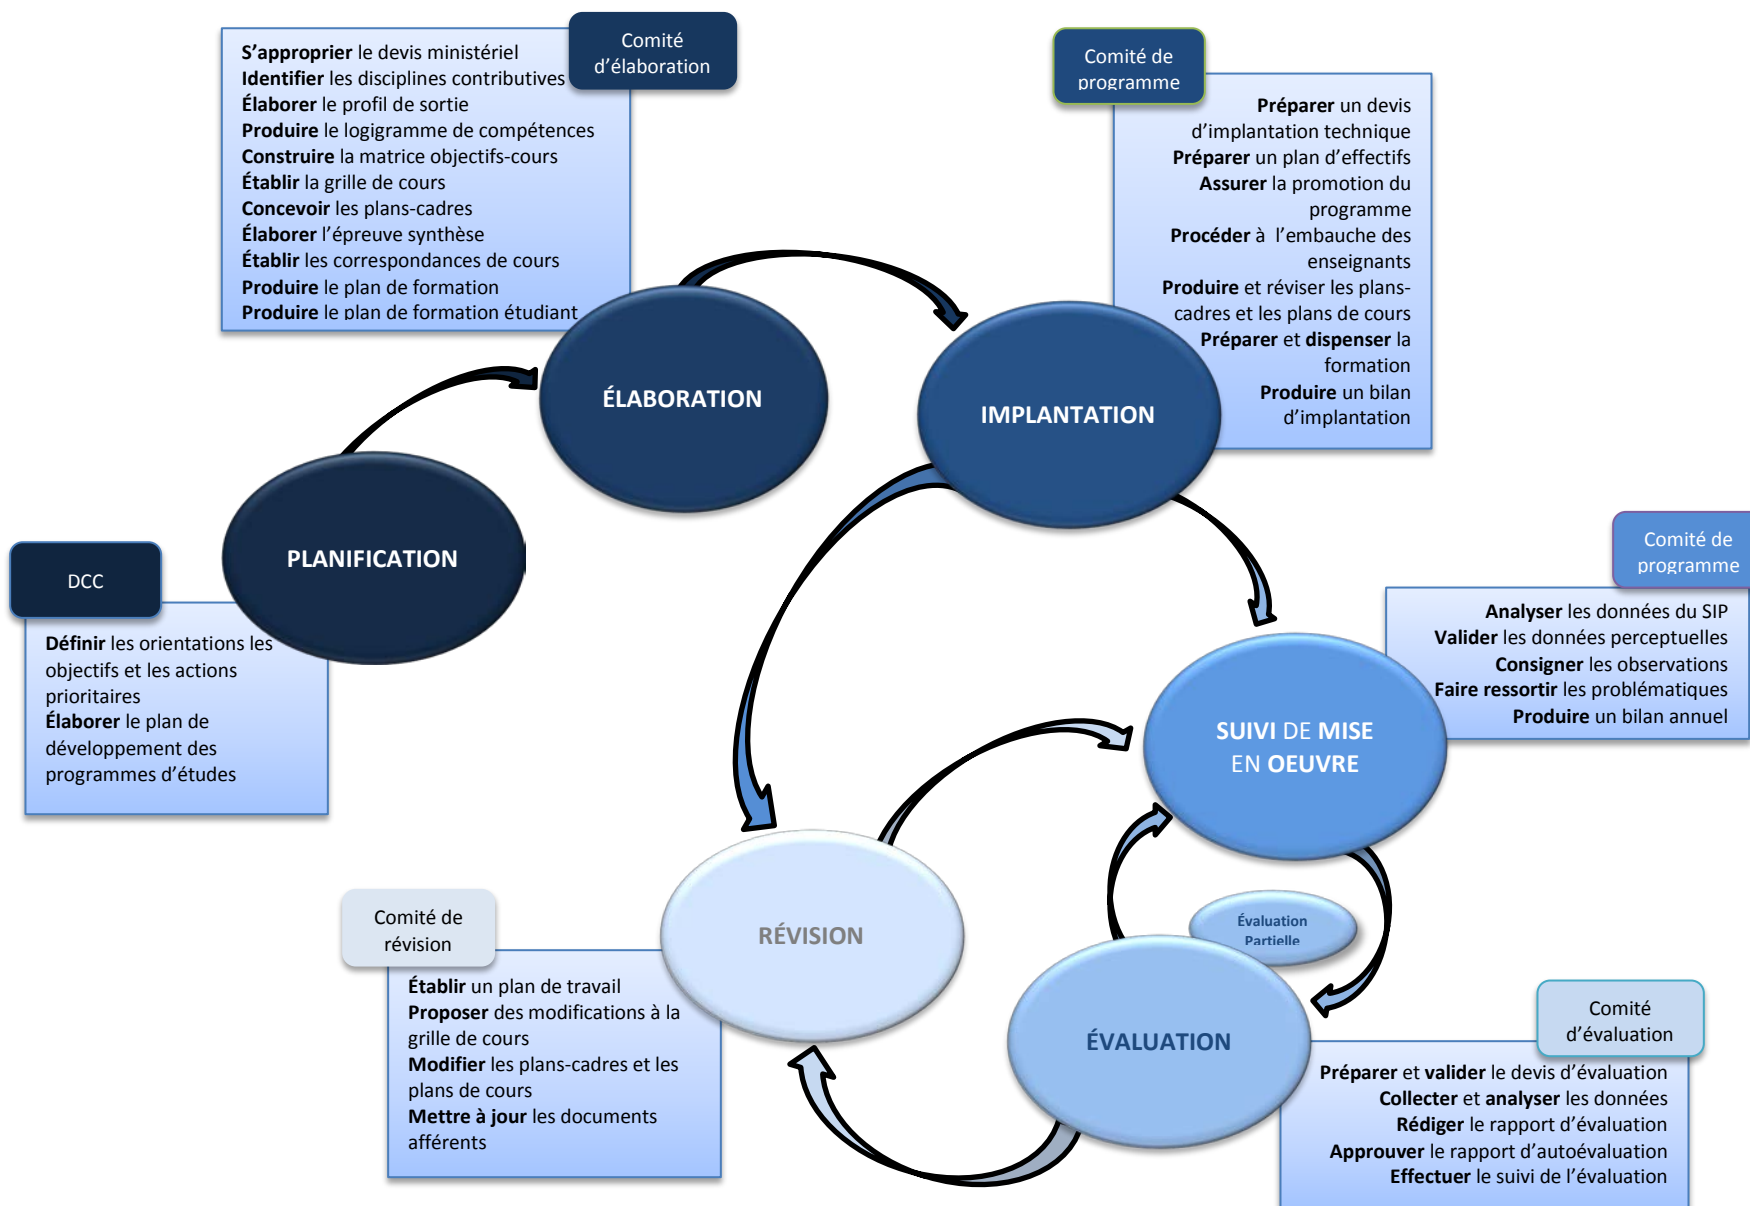 Comité
d’élaboration
S’approprier le devis ministériel
Identifier les disciplines contributives
Élaborer le profil de sortie
Produire le logigramme de compétences
Construire la matrice objectifs-cours
Établir la grille de cours
Concevoir les plans-cadres
Élaborer l’épreuve synthèse
Établir les correspondances de cours
Produire le plan de formation
Produire le plan de formation étudiant
Comité de
programme
Préparer un devis
d’implantation technique
Préparer un plan d’effectifs
Assurer la promotion du
programme
Procéder à  l’embauche des
enseignants
Produire et réviser les plans-
cadres et les plans de cours
Préparer et dispenser la
formation
Produire un bilan
d’implantation
ÉLABORATION
IMPLANTATION
PLANIFICATION
DCC
Définir les orientations les
objectifs et les actions
prioritaires
Élaborer le plan de
développement des
programmes d’études
Comité de
programme
Analyser les données du SIP
Valider les données perceptuelles
Consigner les observations
Faire ressortir les problématiques
Produire un bilan annuel
SUIVI DE MISE
EN OEUVRE
Évaluation
Partielle
RÉVISION
Comité de
révision
Établir un plan de travail
Proposer des modifications à la
grille de cours
Modifier les plans-cadres et les
plans de cours
Mettre à jour les documents
afférents
ÉVALUATION
Comité
d’évaluation
Préparer et valider le devis d’évaluation
Collecter et analyser les données
Rédiger le rapport d’évaluation
Approuver le rapport d’autoévaluation
Effectuer le suivi de l’évaluation